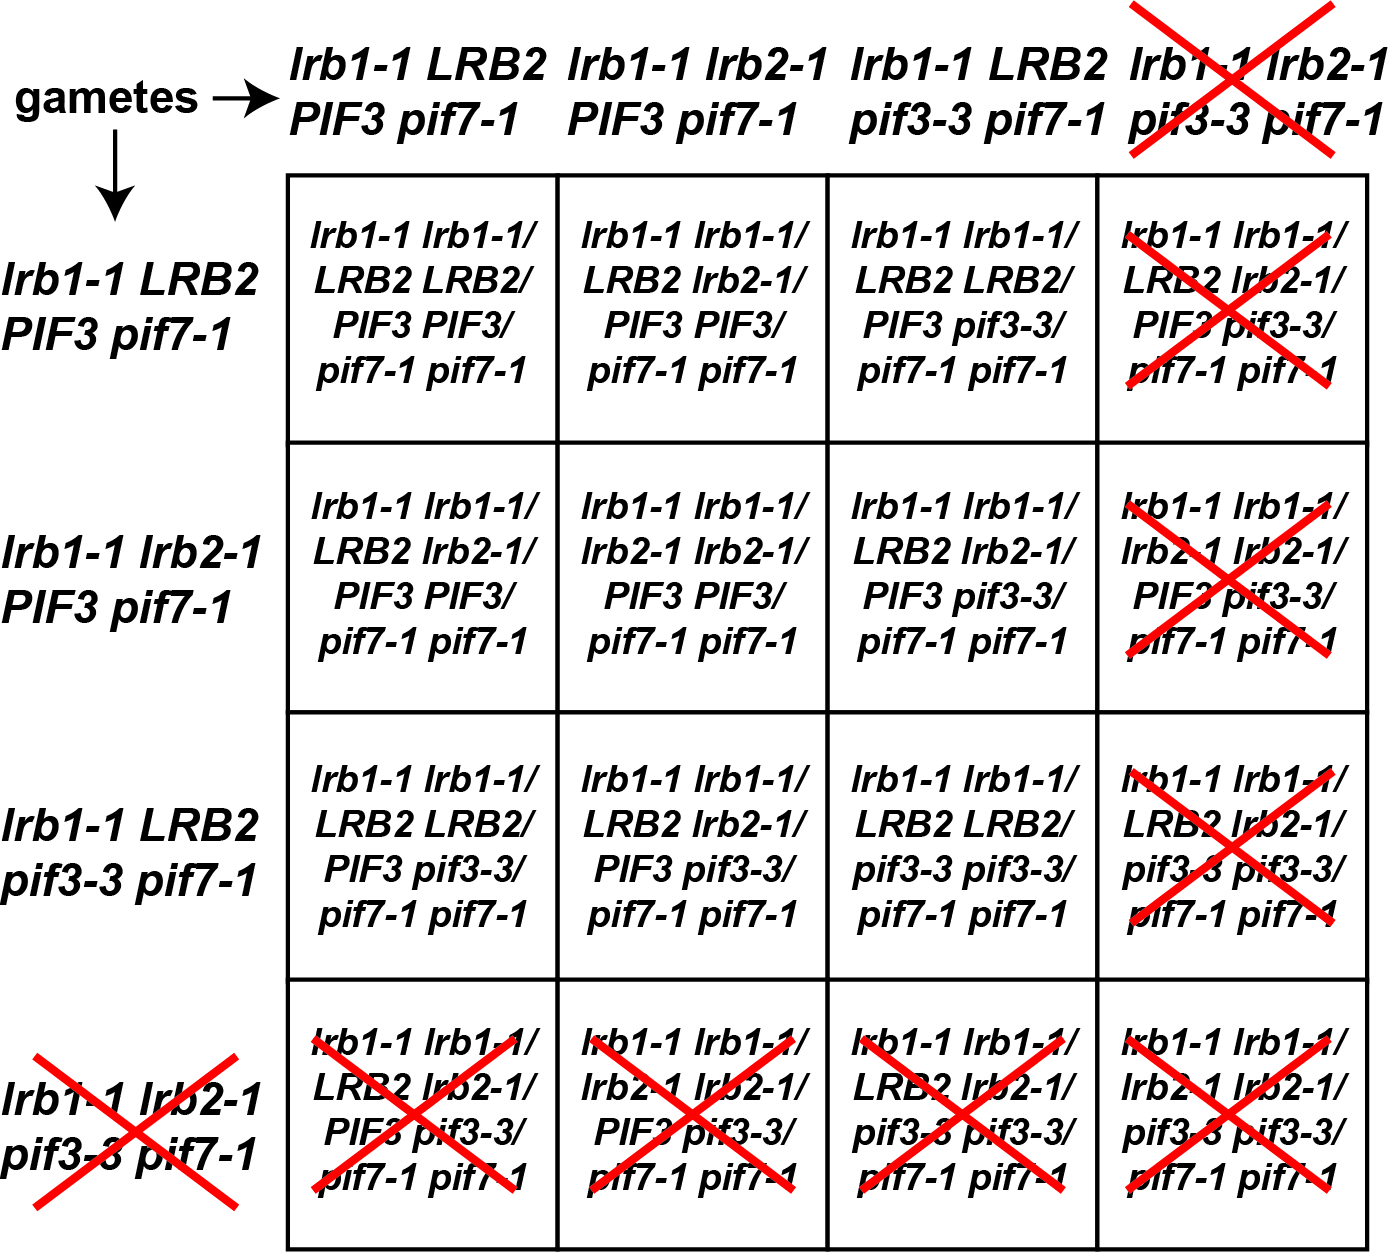 gametes
lrb1-1 LRB2
PIF3 pif7-1
lrb1-1 lrb2-1
PIF3 pif7-1
lrb1-1 LRB2
pif3-3 pif7-1
lrb1-1 lrb2-1
pif3-3 pif7-1
lrb1-1 LRB2
PIF3 pif7-1
lrb1-1 lrb1-1/
LRB2 LRB2/
PIF3 PIF3/
pif7-1 pif7-1
lrb1-1 lrb1-1/
LRB2 lrb2-1/
PIF3 PIF3/
pif7-1 pif7-1
lrb1-1 lrb1-1/
LRB2 LRB2/
PIF3 pif3-3/
pif7-1 pif7-1
lrb1-1 lrb1-1/
LRB2 lrb2-1/
PIF3 pif3-3/
pif7-1 pif7-1
lrb1-1 lrb2-1
PIF3 pif7-1
lrb1-1 lrb1-1/
LRB2 lrb2-1/
PIF3 PIF3/
pif7-1 pif7-1
lrb1-1 lrb1-1/
lrb2-1 lrb2-1/
PIF3 PIF3/
pif7-1 pif7-1
lrb1-1 lrb1-1/
LRB2 lrb2-1/
PIF3 pif3-3/
pif7-1 pif7-1
lrb1-1 lrb1-1/
lrb2-1 lrb2-1/
PIF3 pif3-3/
pif7-1 pif7-1
lrb1-1 LRB2
pif3-3 pif7-1
lrb1-1 lrb1-1/
LRB2 LRB2/
PIF3 pif3-3/
pif7-1 pif7-1
lrb1-1 lrb1-1/
LRB2 lrb2-1/
PIF3 pif3-3/
pif7-1 pif7-1
lrb1-1 lrb1-1/
LRB2 LRB2/
pif3-3 pif3-3/
pif7-1 pif7-1
lrb1-1 lrb1-1/
LRB2 lrb2-1/
pif3-3 pif3-3/
pif7-1 pif7-1
lrb1-1 lrb2-1
pif3-3 pif7-1
lrb1-1 lrb1-1/
LRB2 lrb2-1/
PIF3 pif3-3/
pif7-1 pif7-1
lrb1-1 lrb1-1/
lrb2-1 lrb2-1/
PIF3 pif3-3/
pif7-1 pif7-1
lrb1-1 lrb1-1/
LRB2 lrb2-1/
pif3-3 pif3-3/
pif7-1 pif7-1
lrb1-1 lrb1-1/
lrb2-1 lrb2-1/
pif3-3 pif3-3/
pif7-1 pif7-1